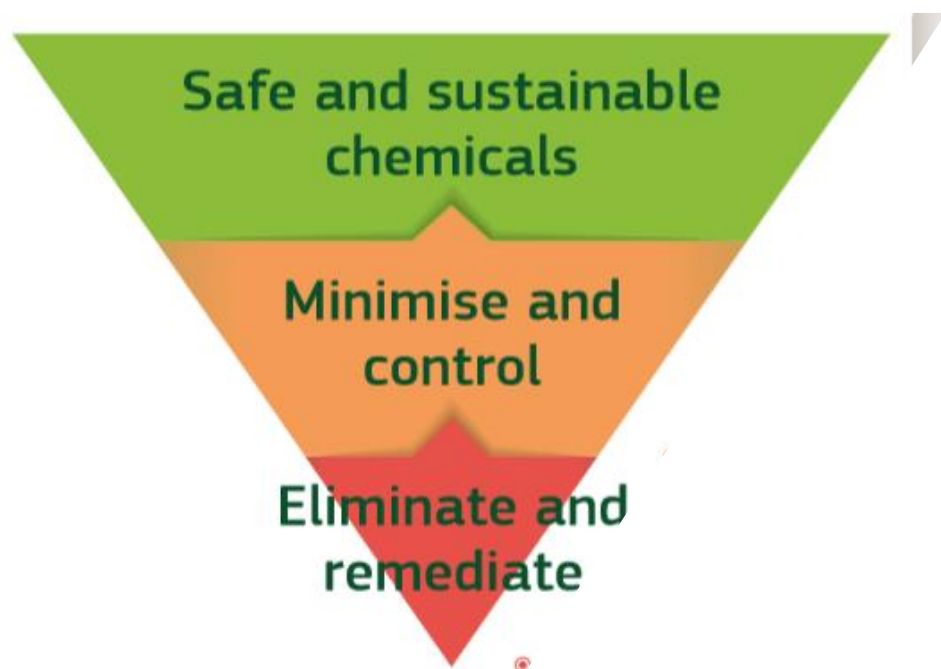 Safe and sustainable
chemicals
Minimise and
control
Eliminate and
remediate